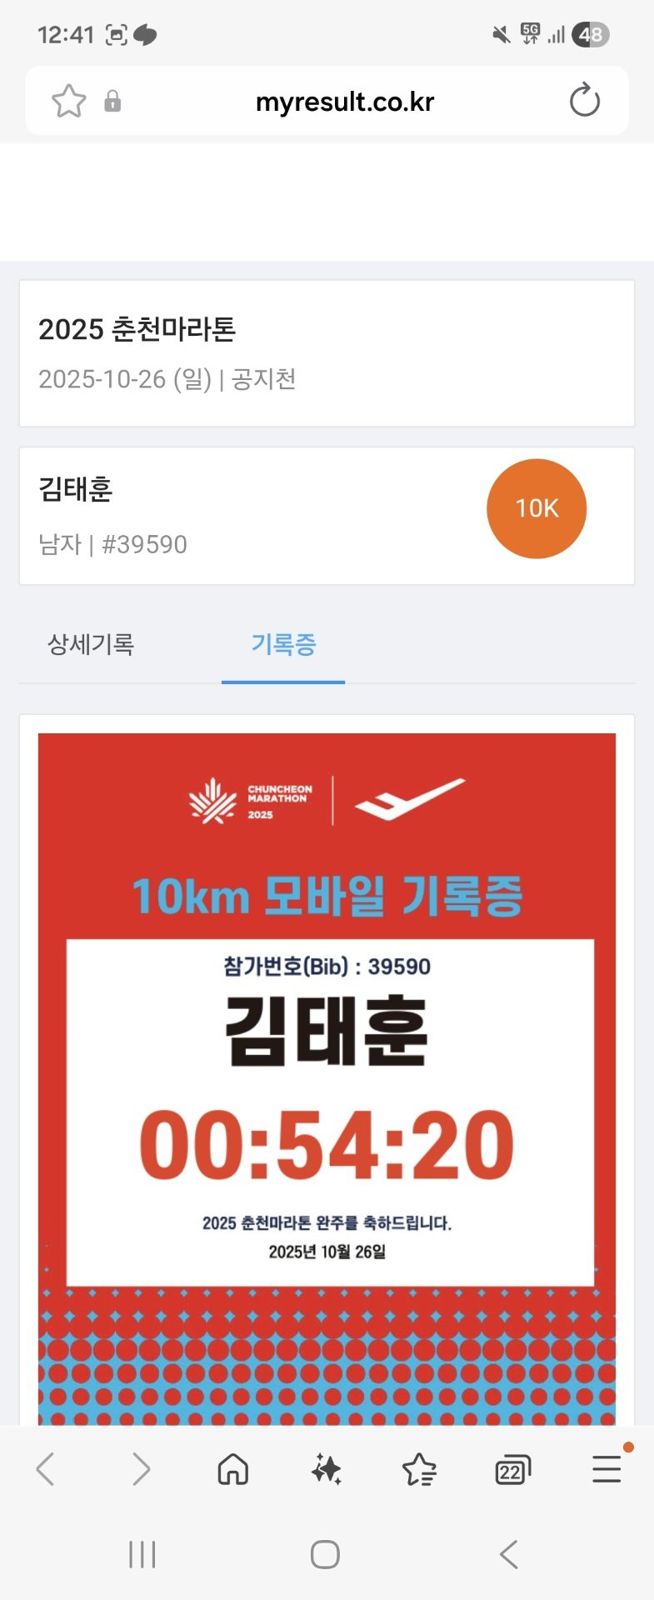 12:41
5G
48
myresult.co.kr
2025 춘천마라톤
2025-10-26 (일) | 공지천
김태훈
남자 | #39590
10K
상세기록
기록증
CHUNCHEON
MARATHON
2025
10km 모바일 기록증
참가번호(Bib) : 39590
김태훈
00:54:20
2025 춘천마라톤 완주를 축하드립니다.
2025년 10월 26일
22